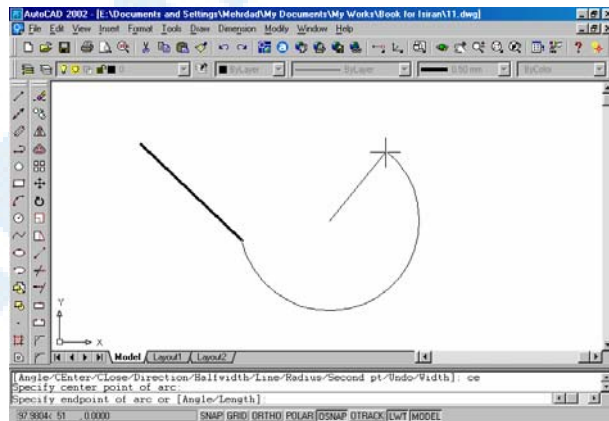 AutoCAD 2002 - [E:\Documents and Settings\Mehrdad\My Documents\My Works\Book for Isiran\11.dwg]
File Edit View Insert Format Tools Draw Dimension Modify Window Help
0 ByLayer ByLayer 0.50 mm ByColor
Y
X
Model Layout1 Layout2
[Angle/CEnter/CLose/Direction/Halfwidth/Line/Radius/Second pt/Undo/Width]: ce
Specify center point of arc:
Specify endpoint of arc or [Angle/Length]:
51 , 0.0000 SNAP GRID ORTHO POLAR OSNAP OTRACK LWT MODEL